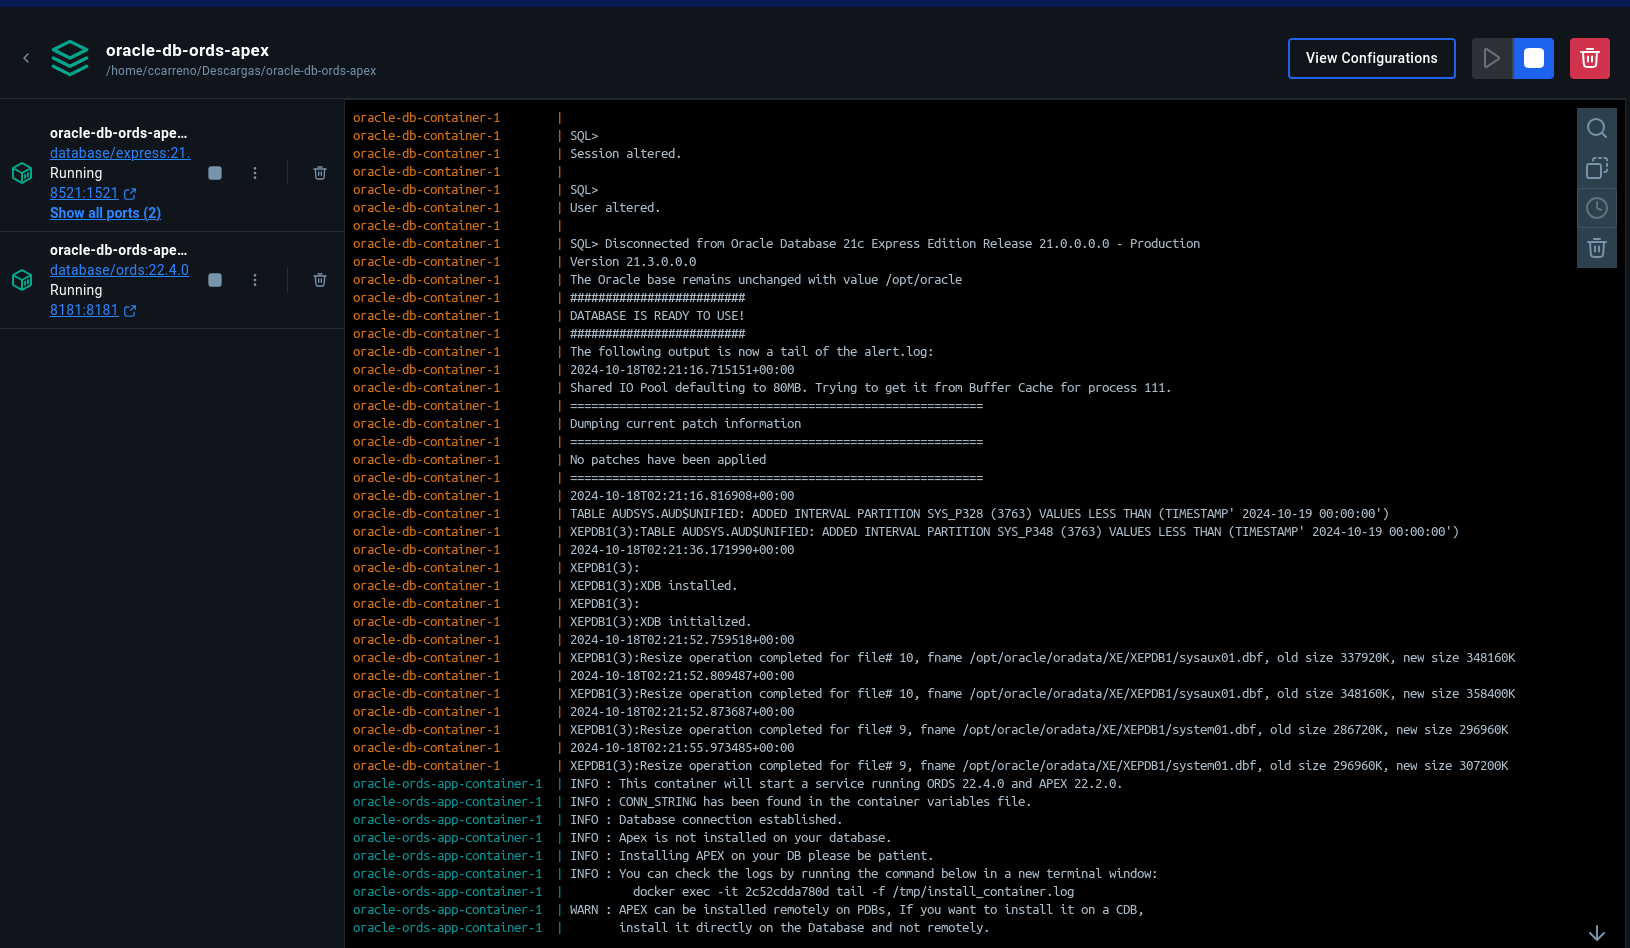 oracle-db-ords-apex
/home/ccarreno/Descargas/oracle-db-ords-apex
View Configurations
oracle-db-ords-ape...
database/express:21.
Running
8521:1521
Show all ports (2)
oracle-db-ords-ape...
database/ords:22.4.0
Running
8181:8181
oracle-db-container-1 |
oracle-db-container-1 | SQL>
oracle-db-container-1 | Session altered.
oracle-db-container-1 |
oracle-db-container-1 | SQL>
oracle-db-container-1 | User altered.
oracle-db-container-1 |
oracle-db-container-1 | SQL> Disconnected from Oracle Database 21c Express Edition Release 21.0.0.0.0 - Production
oracle-db-container-1 | Version 21.3.0.0.0
oracle-db-container-1 | The Oracle base remains unchanged with value /opt/oracle
oracle-db-container-1 | #########################
oracle-db-container-1 | DATABASE IS READY TO USE!
oracle-db-container-1 | #########################
oracle-db-container-1 | The following output is now a tail of the alert.log:
oracle-db-container-1 | 2024-10-18T02:21:16.715151+00:00
oracle-db-container-1 | Shared IO Pool defaulting to 80MB. Trying to get it from Buffer Cache for process 111.
oracle-db-container-1 | ===========================================================
oracle-db-container-1 | Dumping current patch information
oracle-db-container-1 | ===========================================================
oracle-db-container-1 | No patches have been applied
oracle-db-container-1 | ===========================================================
oracle-db-container-1 | 2024-10-18T02:21:16.816908+00:00
oracle-db-container-1 | TABLE AUDSYS.AUD$UNIFIED: ADDED INTERVAL PARTITION SYS_P328 (3763) VALUES LESS THAN (TIMESTAMP' 2024-10-19 00:00:00')
oracle-db-container-1 | XEPDB1(3):TABLE AUDSYS.AUD$UNIFIED: ADDED INTERVAL PARTITION SYS_P348 (3763) VALUES LESS THAN (TIMESTAMP' 2024-10-19 00:00:00')
oracle-db-container-1 | 2024-10-18T02:21:36.171990+00:00
oracle-db-container-1 | XEPDB1(3):
oracle-db-container-1 | XEPDB1(3):XDB installed.
oracle-db-container-1 | XEPDB1(3):
oracle-db-container-1 | XEPDB1(3):XDB initialized.
oracle-db-container-1 | 2024-10-18T02:21:52.759518+00:00
oracle-db-container-1 | XEPDB1(3):Resize operation completed for file# 10, fname /opt/oracle/oradata/XE/XEPDB1/sysaux01.dbf, old size 337920K, new size 348160K
oracle-db-container-1 | 2024-10-18T02:21:52.809487+00:00
oracle-db-container-1 | XEPDB1(3):Resize operation completed for file# 10, fname /opt/oracle/oradata/XE/XEPDB1/sysaux01.dbf, old size 348160K, new size 358400K
oracle-db-container-1 | 2024-10-18T02:21:52.873687+00:00
oracle-db-container-1 | XEPDB1(3):Resize operation completed for file# 9, fname /opt/oracle/oradata/XE/XEPDB1/system01.dbf, old size 286720K, new size 296960K
oracle-db-container-1 | 2024-10-18T02:21:55.973485+00:00
oracle-db-container-1 | XEPDB1(3):Resize operation completed for file# 9, fname /opt/oracle/oradata/XE/XEPDB1/system01.dbf, old size 296960K, new size 307200K
oracle-ords-app-container-1 | INFO : This container will start a service running ORDS 22.4.0 and APEX 22.2.0.
oracle-ords-app-container-1 | INFO : CONN_STRING has been found in the container variables file.
oracle-ords-app-container-1 | INFO : Database connection established.
oracle-ords-app-container-1 | INFO : Apex is not installed on your database.
oracle-ords-app-container-1 | INFO : Installing APEX on your DB please be patient.
oracle-ords-app-container-1 | INFO : You can check the logs by running the command below in a new terminal window:
oracle-ords-app-container-1 | docker exec -it 2c52cdda780d tail -f /tmp/install_container.log
oracle-ords-app-container-1 | WARN : APEX can be installed remotely on PDBs, If you want to install it on a CDB,
oracle-ords-app-container-1 | install it directly on the Database and not remotely.